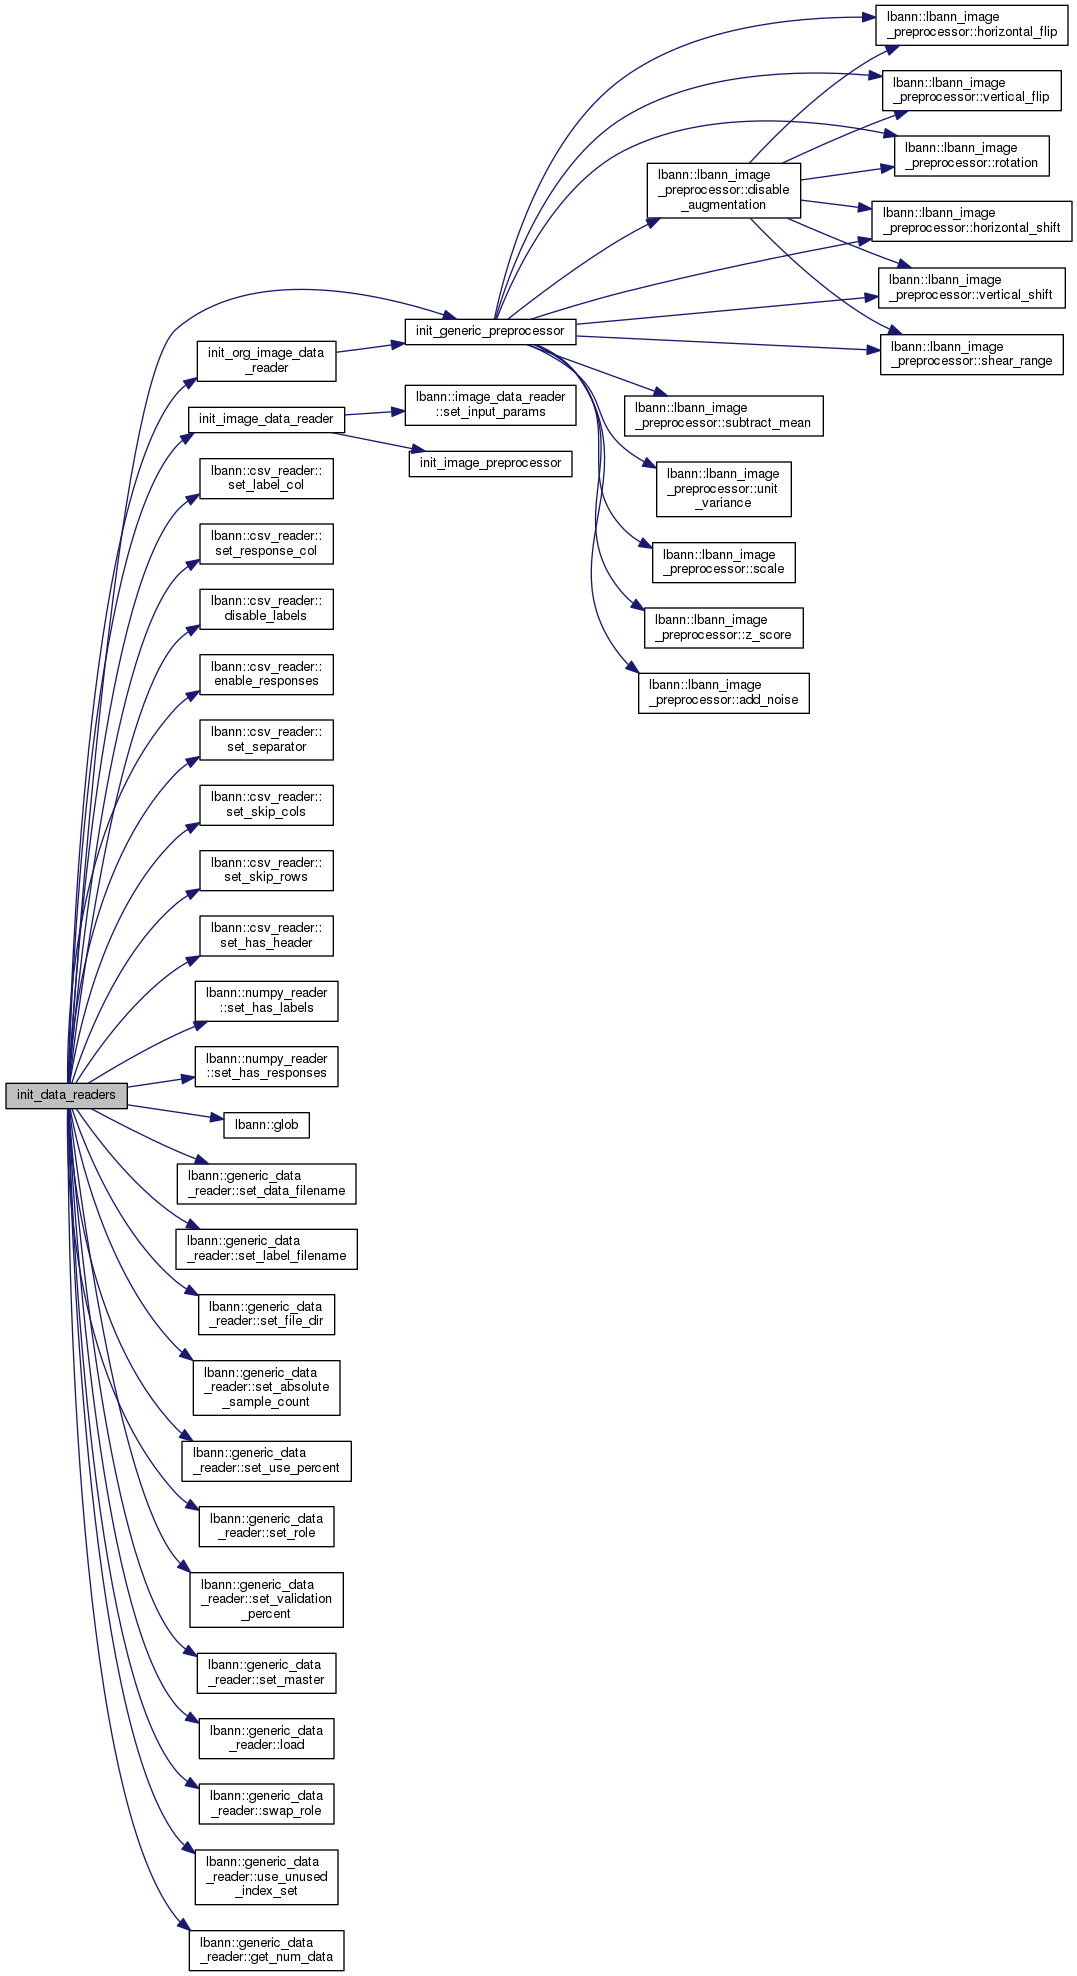 init_data_readers
init_org_image_data
_reader
init_image_data_reader
lbann::csv_reader::
set_label_col
lbann::csv_reader::
set_response_col
lbann::csv_reader::
disable_labels
lbann::csv_reader::
enable_responses
lbann::csv_reader::
set_separator
lbann::csv_reader::
set_skip_cols
lbann::csv_reader::
set_skip_rows
lbann::csv_reader::
set_has_header
lbann::numpy_reader
::set_has_labels
lbann::numpy_reader
::set_has_responses
lbann::glob
lbann::generic_data
_reader::set_data_filename
lbann::generic_data
_reader::set_label_filename
lbann::generic_data
_reader::set_file_dir
lbann::generic_data
_reader::set_absolute
_sample_count
lbann::generic_data
_reader::set_use_percent
lbann::generic_data
_reader::set_role
lbann::generic_data
_reader::set_validation
_percent
lbann::generic_data
_reader::set_master
lbann::generic_data
_reader::load
lbann::generic_data
_reader::swap_role
lbann::generic_data
_reader::use_unused
_index_set
lbann::generic_data
_reader::get_num_data
init_generic_preprocessor
lbann::image_data_reader
::set_input_params
init_image_preprocessor
lbann::lbann_image
_preprocessor::disable
_augmentation
lbann::lbann_image
_preprocessor::subtract_mean
lbann::lbann_image
_preprocessor::unit
_variance
lbann::lbann_image
_preprocessor::scale
lbann::lbann_image
_preprocessor::z_score
lbann::lbann_image
_preprocessor::add_noise
lbann::lbann_image
_preprocessor::horizontal_flip
lbann::lbann_image
_preprocessor::vertical_flip
lbann::lbann_image
_preprocessor::rotation
lbann::lbann_image
_preprocessor::horizontal_shift
lbann::lbann_image
_preprocessor::vertical_shift
lbann::lbann_image
_preprocessor::shear_range